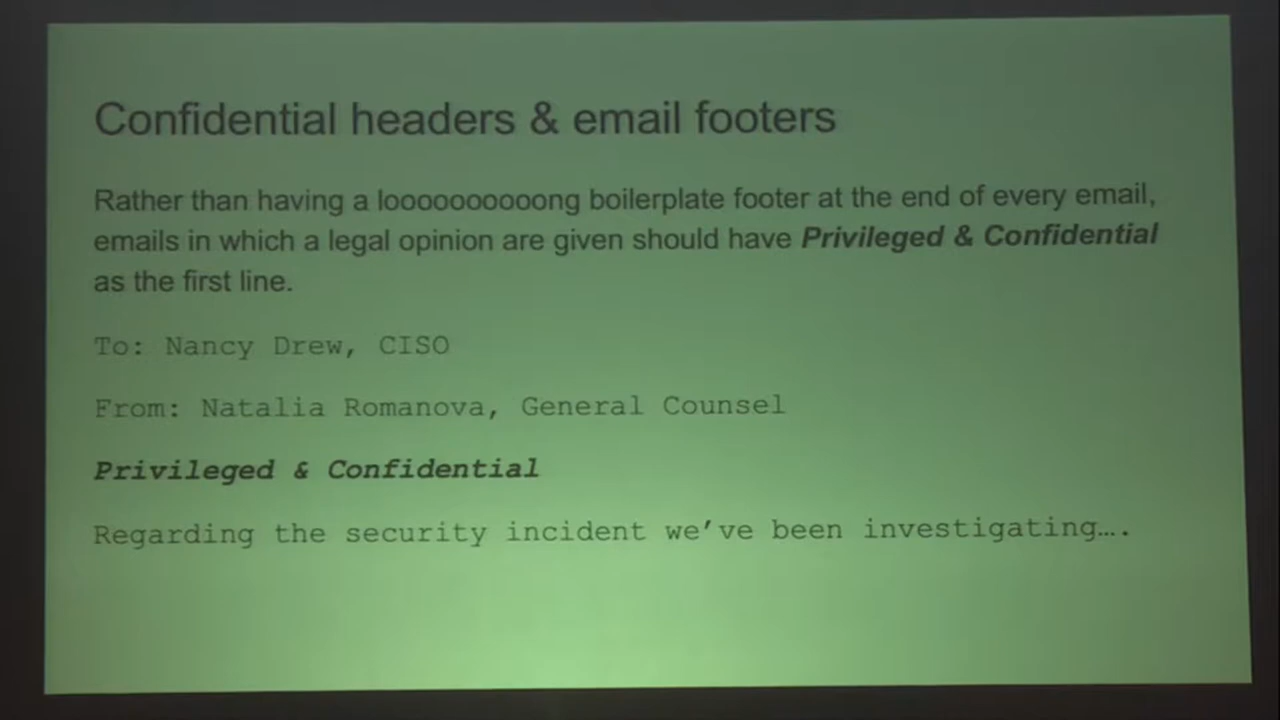 Confidential headers & email footers
Rather than having a looooooooooong boilerplate footer at the end of every email,
emails in which a legal opinion are given should have Privileged & Confidential
as the first line.
To: Nancy Drew, CISO
From: Natalia Romanova, General Counsel
Privileged & Confidential
Regarding the security incident we’ve been investigating….